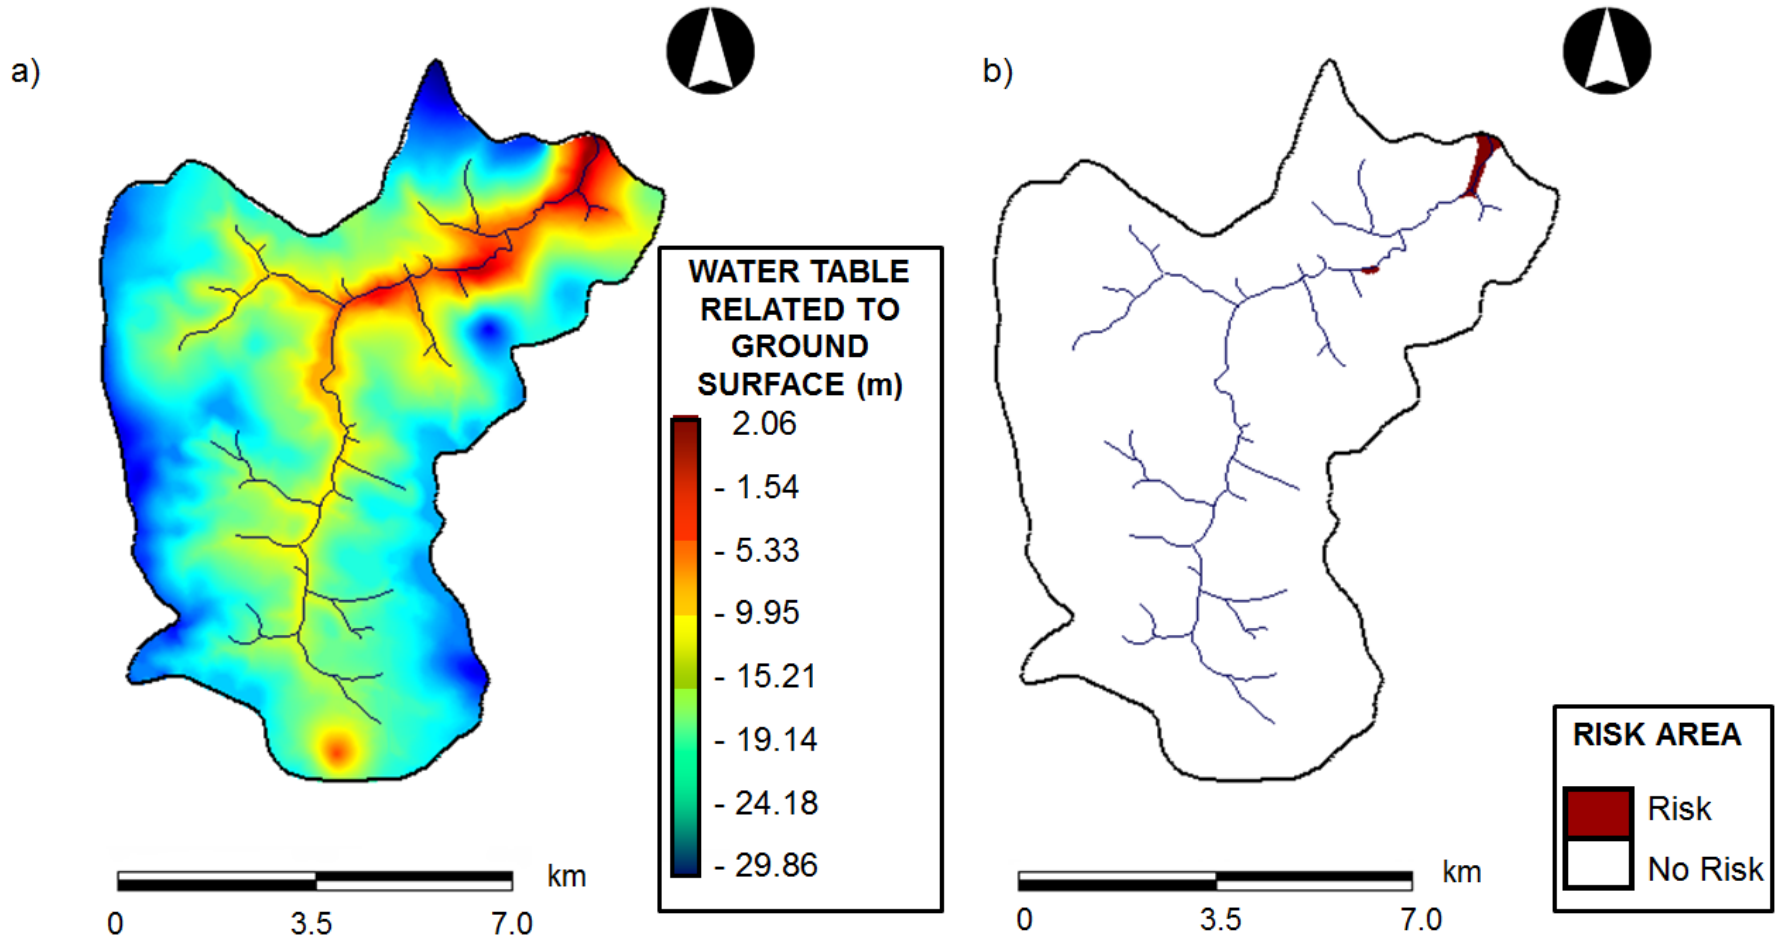 a)
b)
WATER TABLE
RELATED TO
GROUND
SURFACE (m)
2.06
- 1.54
- 5.33
- 9.95
- 15.21
- 19.14
- 24.18
- 29.86
RISK AREA
Risk
No Risk
km
0 3.5 7.0
km
0 3.5 7.0